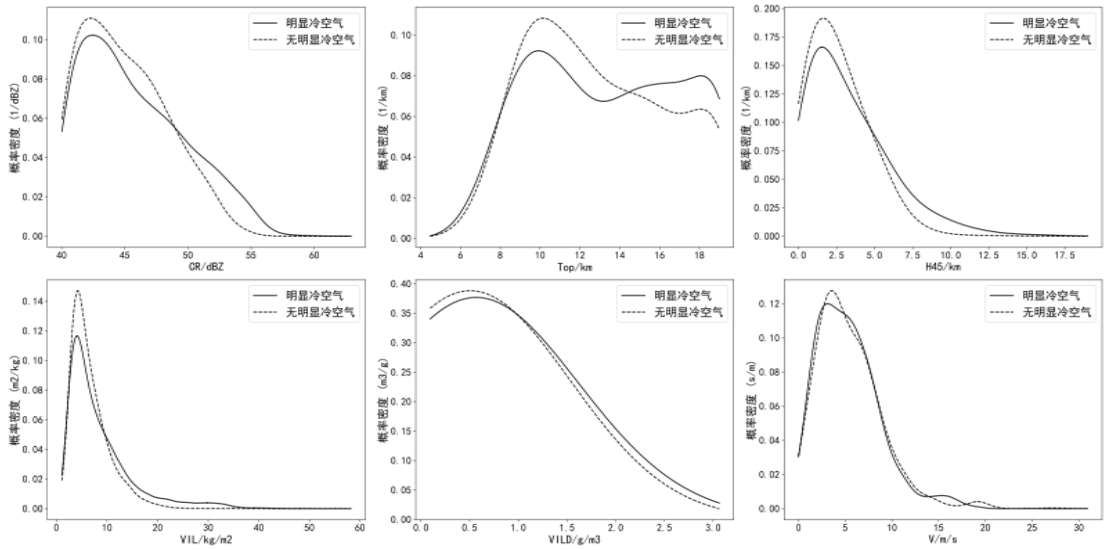 明显冷空气
无明显冷空气
概率密度 (1/dBZ)
0.10
0.08
0.06
0.04
0.02
0.00
40 45 50 55 60
CR/dBZ
明显冷空气
无明显冷空气
概率密度 (1/km)
0.10
0.08
0.06
0.04
0.02
0.00
4 6 8 10 12 14 16 18
Top/km
明显冷空气
无明显冷空气
概率密度 (1/km)
0.200
0.175
0.150
0.125
0.100
0.075
0.050
0.025
0.000
0.0 2.5 5.0 7.5 10.0 12.5 15.0 17.5
H45/km
明显冷空气
无明显冷空气
概率密度 (m2/kg)
0.14
0.12
0.10
0.08
0.06
0.04
0.02
0.00
0 10 20 30 40 50 60
VIL/kg/m2
明显冷空气
无明显冷空气
概率密度 (m3/g)
0.40
0.35
0.30
0.25
0.20
0.15
0.10
0.05
0.00
0.0 0.5 1.0 1.5 2.0 2.5 3.0
VILD/g/m3
明显冷空气
无明显冷空气
概率密度 (s/m)
0.12
0.10
0.08
0.06
0.04
0.02
0.00
0 5 10 15 20 25 30
V/m/s